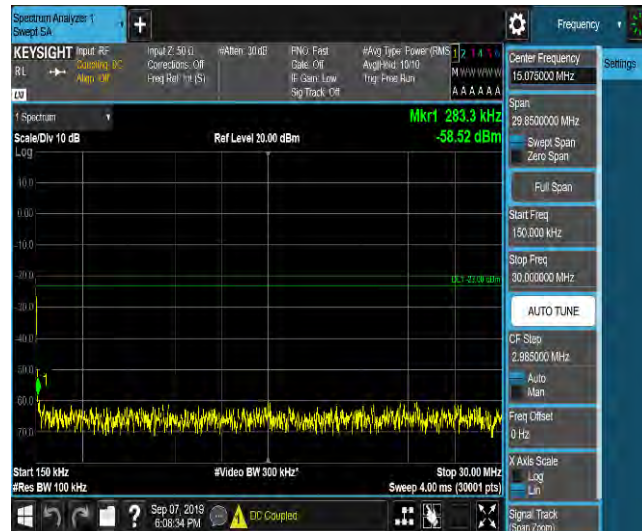 Spectrum Analyzer 1
Swept SA
Frequency
KEYSIGHT
RL
Input: RF
Coupling: DC
Align: Off
Input Z: 50 Ω
Corrections: Off
Freq Ref: Int (S)
#Atten: 30 dB
PNO: Fast
Gate: Off
IF Gain: Low
Sig Track: Off
#Avg Type: Power (RMS
Avg|Hold: 10/10
Trig: Free Run
1 2 3 4 5 6
M W W W W W
A A A A A A
LXI
1 Spectrum
Scale/Div 10 dB
Log
Ref Level 20.00 dBm
Mkr1 283.3 kHz
-58.52 dBm
10.0
0.00
-10.0
-20.0
DL1 -23.00 dBm
-30.0
-40.0
-50.0
1
-60.0
-70.0
Start 150 kHz
#Video BW 300 kHz*
Stop 30.00 MHz
#Res BW 100 kHz
Sweep 4.00 ms (30001 pts)
?
Sep 07, 2019
6:08:34 PM
DC Coupled
Center Frequency
15.075000 MHz
Settings
Span
29.8500000 MHz
Swept Span
Zero Span
Full Span
Start Freq
150.000 kHz
Stop Freq
30.000000 MHz
AUTO TUNE
CF Step
2.985000 MHz
Auto
Man
Freq Offset
0 Hz
X Axis Scale
Log
Lin
Signal Track
(Span Zoom)